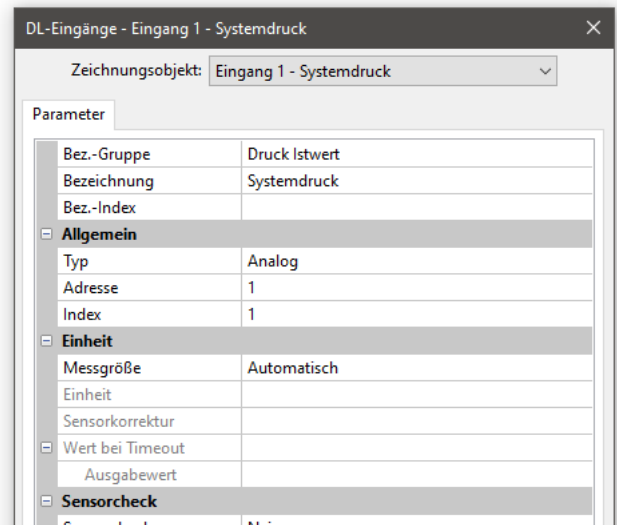 DL-Eingänge - Eingang 1 - Systemdruck
Zeichnungsobjekt: Eingang 1 - Systemdruck
Parameter
Bez.-Gruppe Druck Istwert
Bezeichnung Systemdruck
Bez.-Index
Allgemein
Typ Analog
Adresse 1
Index 1
Einheit
Messgröße Automatisch
Einheit
Sensorkorrektur
Wert bei Timeout
Ausgabewert
Sensorcheck